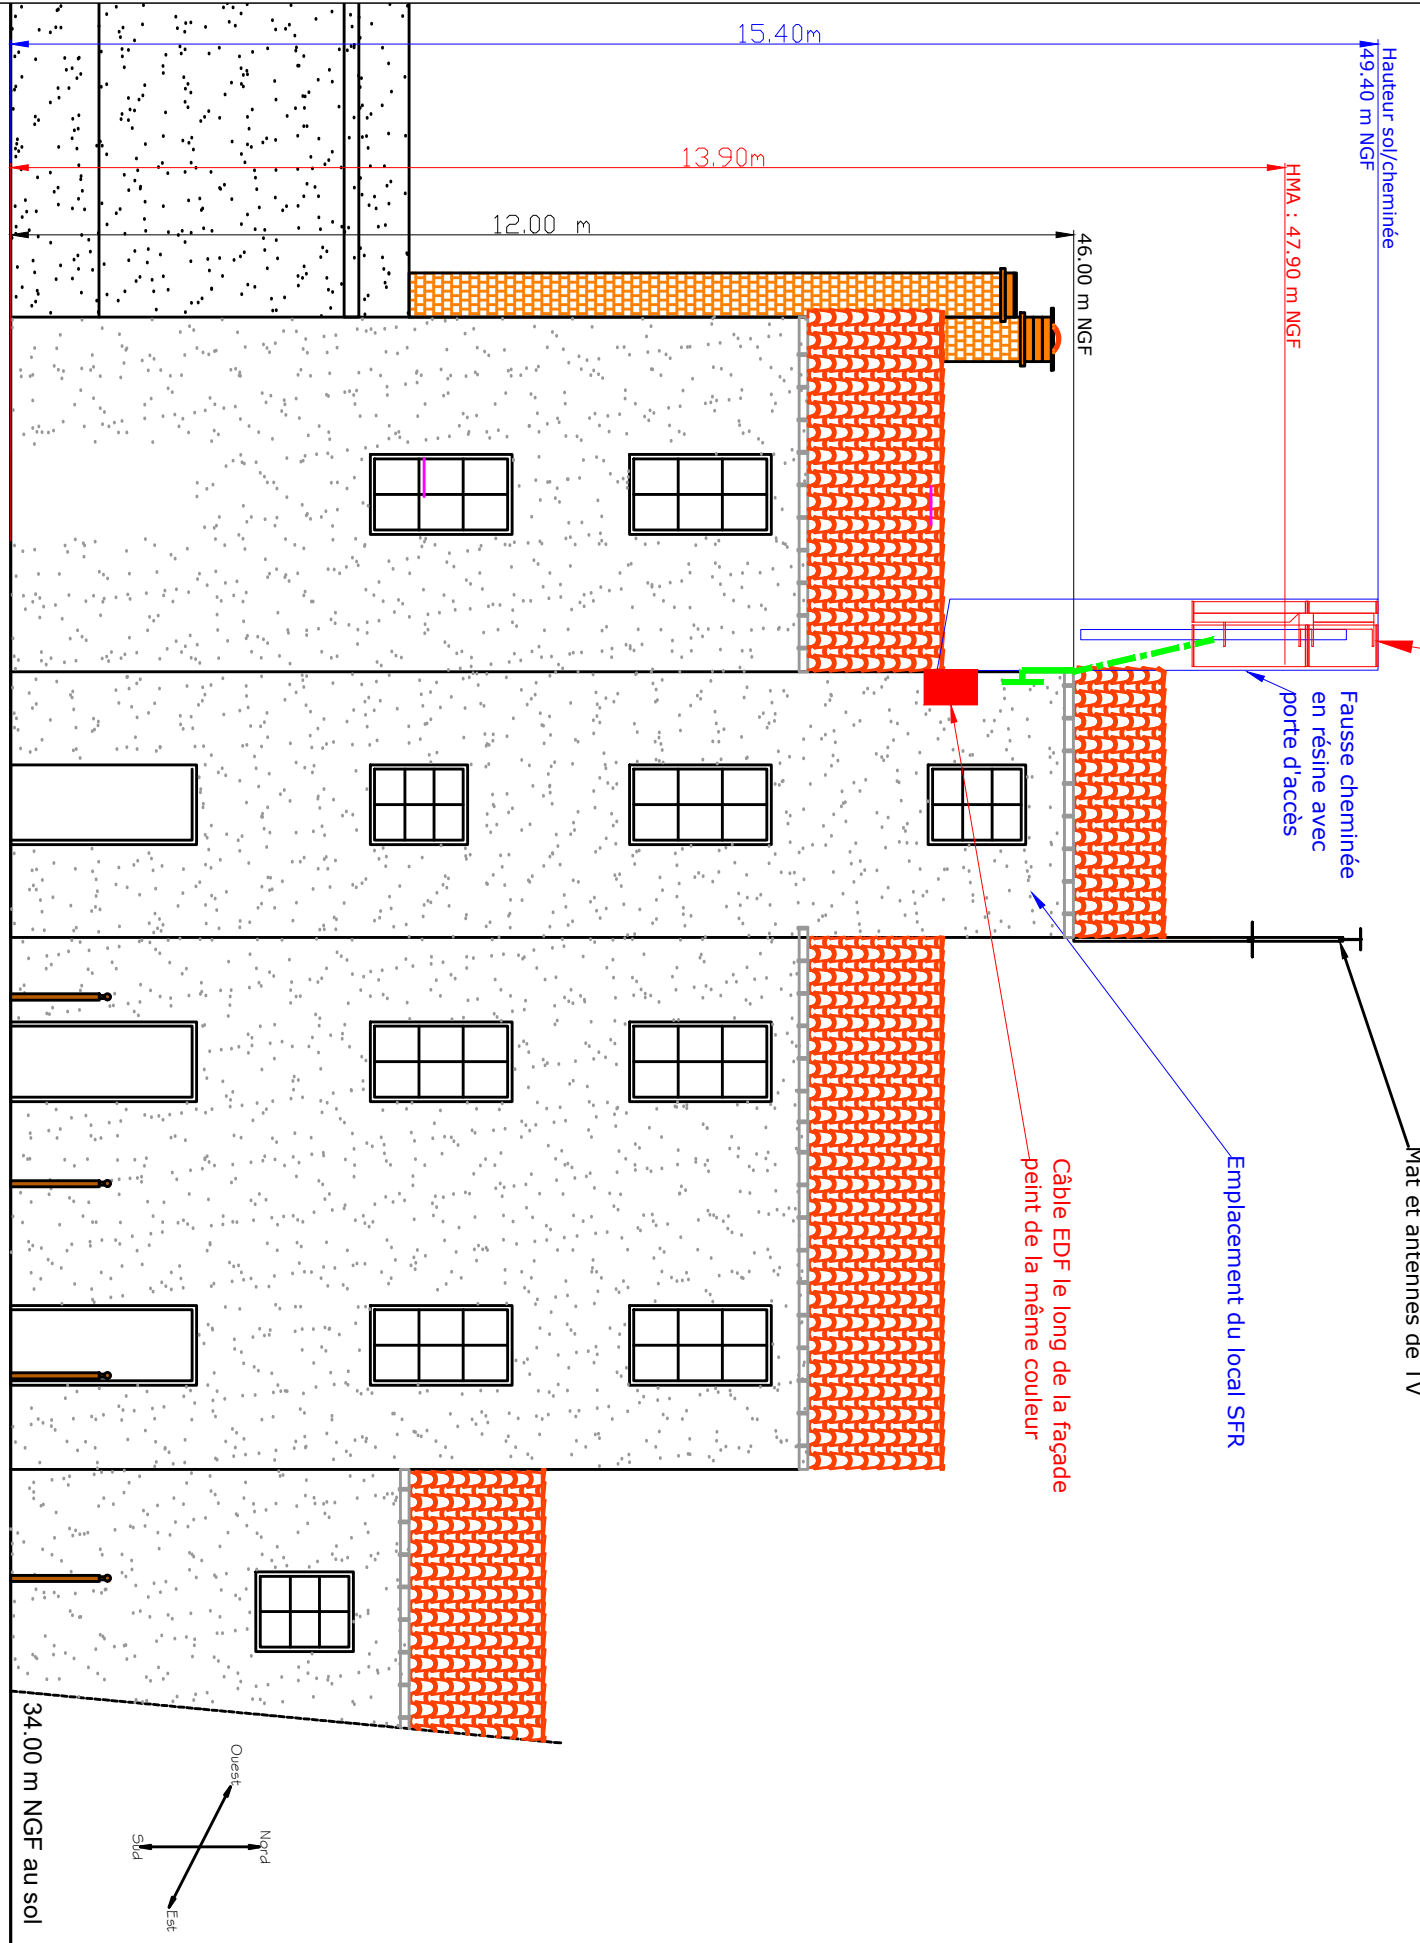 Hauteur sol/cheminée
49.40 m NGF
15.40m
HMA : 47.90 m NGF
13.90m
46.00 m NGF
12.00 m
Fausse cheminée
en résine avec
porte d'accès
Mat et antennes de TV
Emplacement du local SFR
Câble EDF le long de la façade
peint de la même couleur
Nord
Ouest
Est
Sud
34.00 m NGF au sol